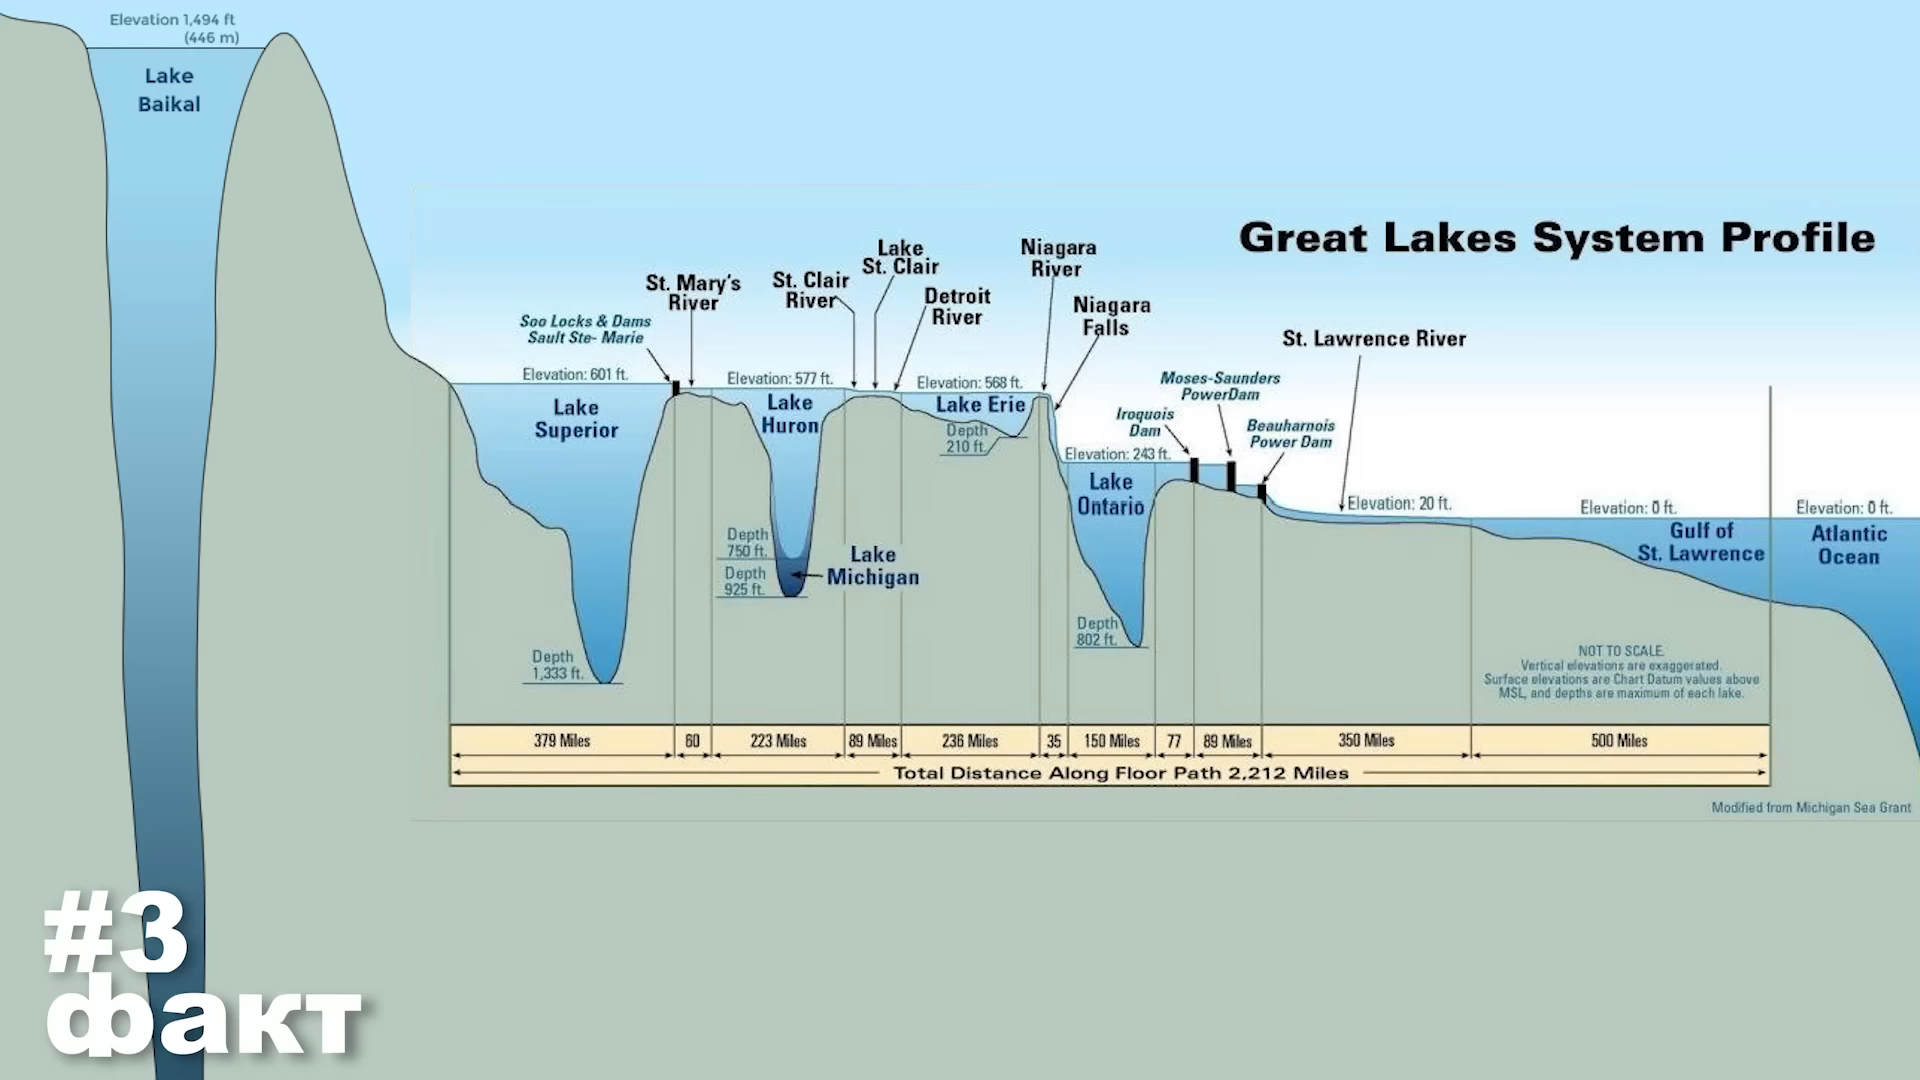 Elevation 1,494 ft
(446 m)
Lake
Baikal
Great Lakes System Profile
Soo Locks & Dams
Sault Ste- Marie
St. Mary's
River
St. Clair
River
Lake
St. Clair
Detroit
River
Niagara
River
Niagara
Falls
St. Lawrence River
Moses-Saunders
PowerDam
Iroquois
Dam
Beauharnois
Power Dam
Elevation: 601 ft.
Lake
Superior
Elevation: 577 ft.
Lake
Huron
Elevation: 568 ft.
Lake Erie
Depth
210 ft.
Elevation: 243 ft.
Lake
Ontario
Elevation: 20 ft.
Elevation: 0 ft.
Gulf of
St. Lawrence
Elevation: 0 ft.
Atlantic
Ocean
Depth
750 ft.
Depth
925 ft.
Lake
Michigan
Depth
802 ft.
Depth
1,333 ft.
NOT TO SCALE.
Vertical elevations are exaggerated.
Surface elevations are Chart Datum values above
MSL, and depths are maximum of each lake.
379 Miles
60
223 Miles
89 Miles
236 Miles
35
150 Miles
77
89 Miles
350 Miles
500 Miles
Total Distance Along Floor Path 2,212 Miles
Modified from Michigan Sea Grant
#3
факт